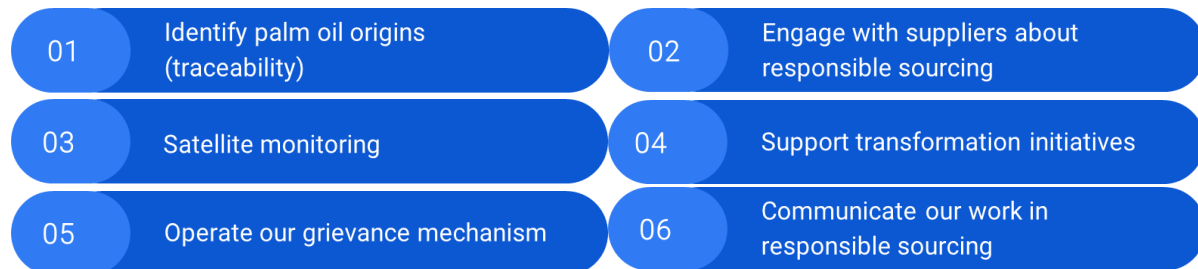 01
Identify palm oil origins
(traceability)
02
Engage with suppliers about
responsible sourcing
03
Satellite monitoring
04
Support transformation initiatives
05
Operate our grievance mechanism
06
Communicate our work in
responsible sourcing